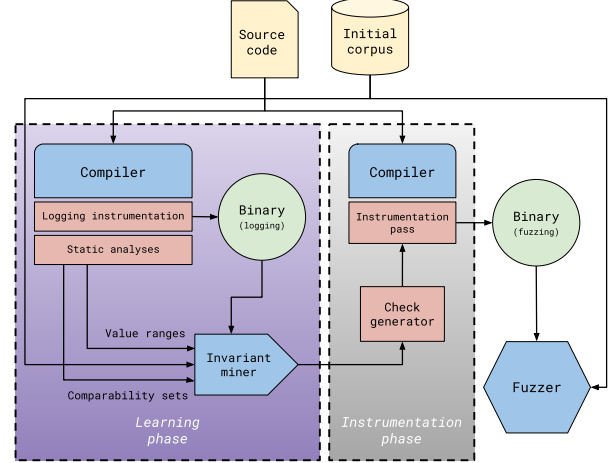 Source
code
Initial
corpus
Compiler
Logging instrumentation
Static analyses
Binary
(logging)
Value ranges
Comparability sets
Invariant
miner
Learning
phase
Compiler
Instrumentation
pass
Check
generator
Instrumentation
phase
Binary
(fuzzing)
Fuzzer